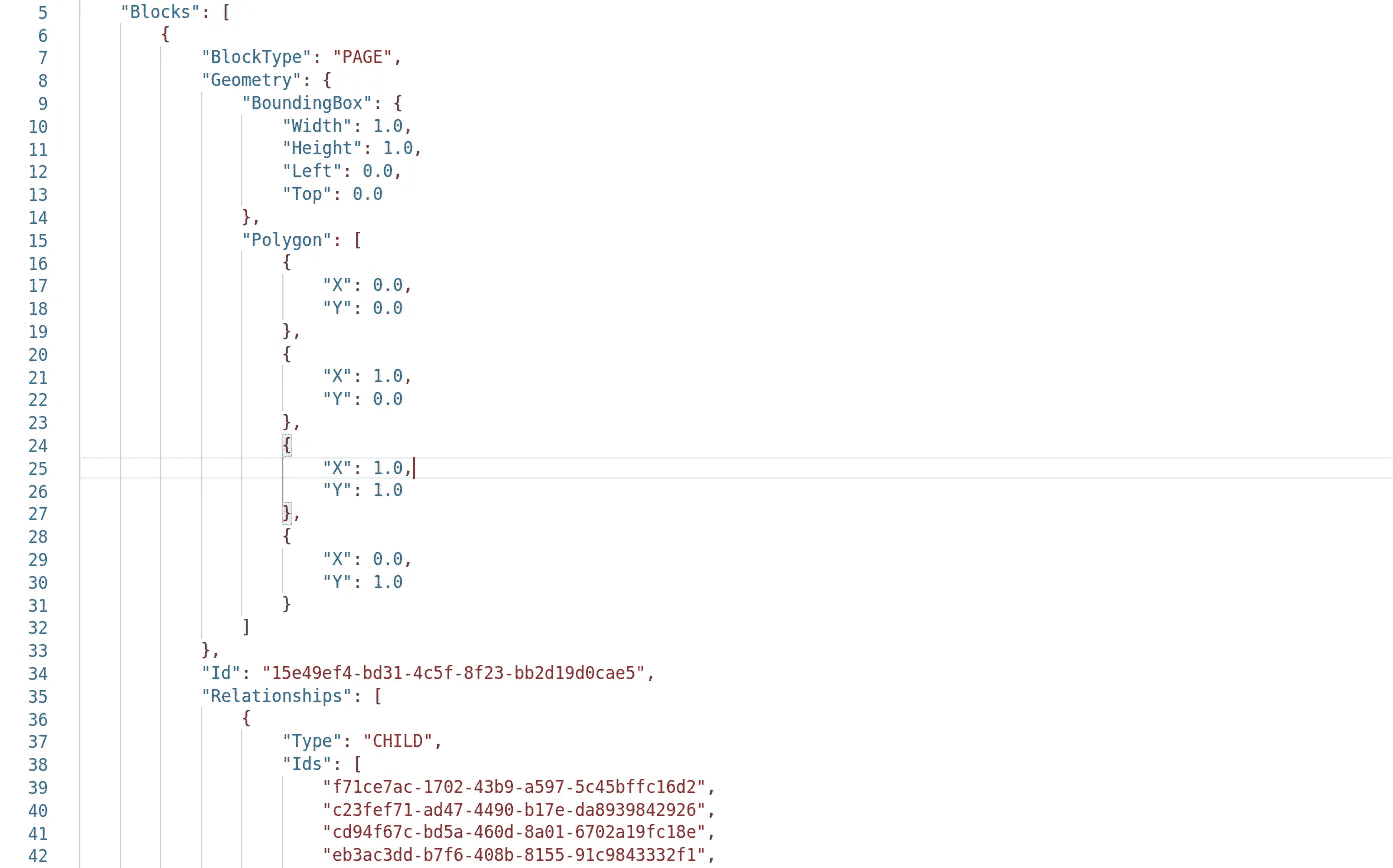 5 "Blocks": [
6 {
7 "BlockType": "PAGE",
8 "Geometry": {
9 "BoundingBox": {
10 "Width": 1.0,
11 "Height": 1.0,
12 "Left": 0.0,
13 "Top": 0.0
14 },
15 "Polygon": [
16 {
17 "X": 0.0,
18 "Y": 0.0
19 },
20 {
21 "X": 1.0,
22 "Y": 0.0
23 },
24 {
25 "X": 1.0,
26 "Y": 1.0
27 },
28 {
29 "X": 0.0,
30 "Y": 1.0
31 }
32 ]
33 },
34 "Id": "15e49ef4-bd31-4c5f-8f23-bb2d19d0cae5",
35 "Relationships": [
36 {
37 "Type": "CHILD",
38 "Ids": [
39 "f71ce7ac-1702-43b9-a597-5c45bffc16d2",
40 "c23fef71-ad47-4490-b17e-da8939842926",
41 "cd94f67c-bd5a-460d-8a01-6702a19fc18e",
42 "eb3ac3dd-b7f6-408b-8155-91c9843332f1",